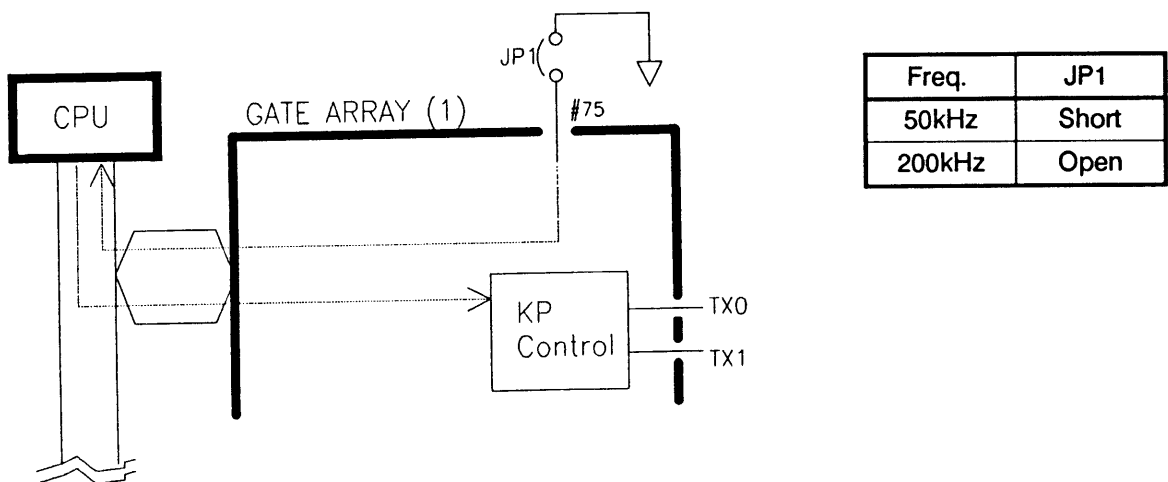 JP1
CPU
GATE ARRAY (1)
#75
KP
Control
TX0
TX1
Freq. JP1
50kHz Short
200kHz Open